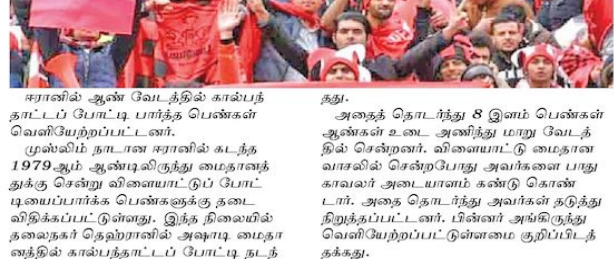 ஈரானில் ஆண் வேடத்தில் கால்பந்
தாட்டப் போட்டி பார்த்த பெண்கள்
வெளியேற்றப்பட்டனர்.
முஸ்லிம் நாடான ஈரானில் கடந்த
1979ஆம் ஆண்டிலிருந்து மைதானத்
துக்கு சென்று விளையாட்டுப் போட்
டியைப்பார்க்க பெண்களுக்கு தடை
விதிக்கப்பட்டுள்ளது. இந்த நிலையில்
தலைநகர் தெஹ்ரானில் அஷாடி மைதா
னத்தில் கால்பந்தாட்டப் போட்டி நடந்
தது.
அதைத் தொடர்ந்து 8 இளம் பெண்கள்
ஆண்கள் உடை அணிந்து மாறு வேடத்
தில் சென்றனர். விளையாட்டு மைதான
வாசலில் சென்றபோது அவர்களை பாது
காவலர் அடையாளம் கண்டு கொண்
டார். அதை தொடர்ந்து அவர்கள் தடுத்து
நிறுத்தப்பட்டனர். பின்னர் அங்கிருந்து
வெளியேற்றப்பட்டுள்ளமை குறிப்பிடத்
தக்கது.